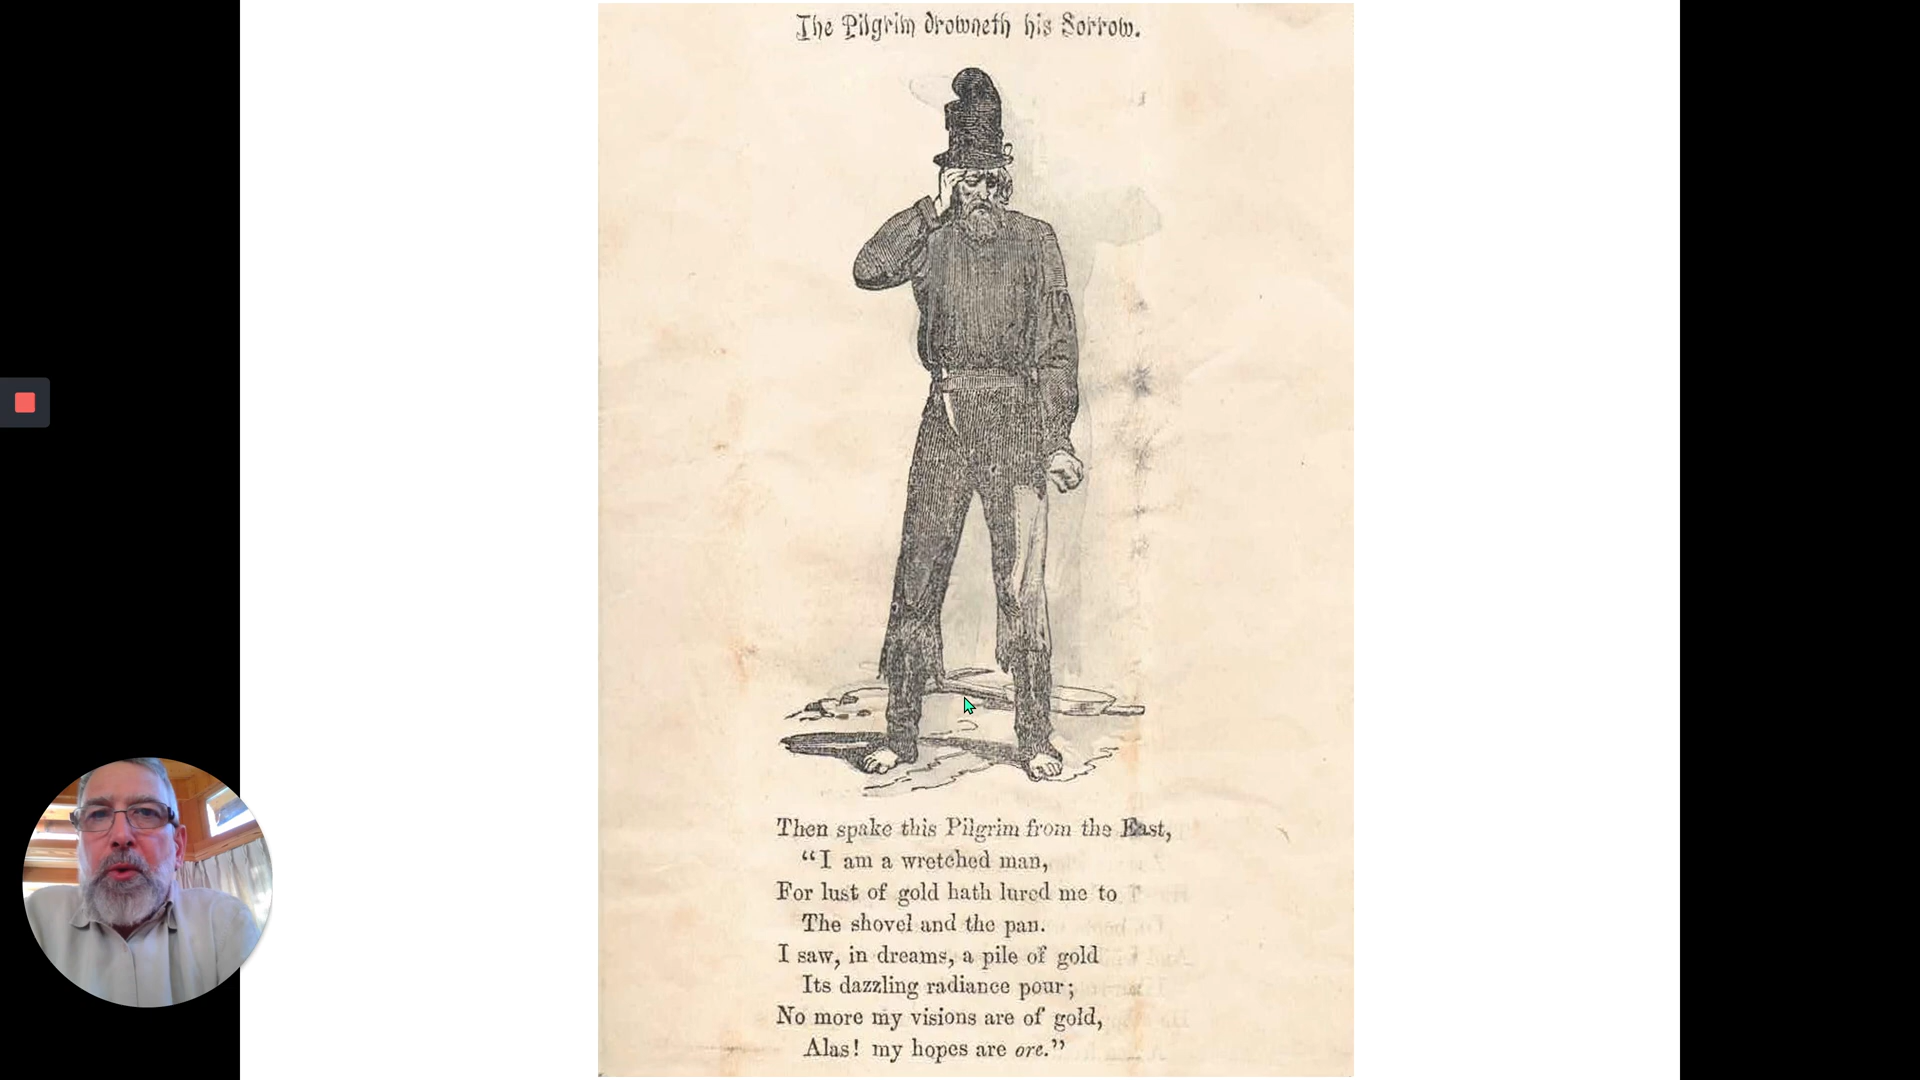 The Pilgrim drowneth his Sorrow.
Then spake this Pilgrim from the East,
“I am a wretched man,
For lust of gold hath lured me to
The shovel and the pan.
I saw, in dreams, a pile of gold
Its dazzling radiance pour;
No more my visions are of gold,
Alas! my hopes are ore.”